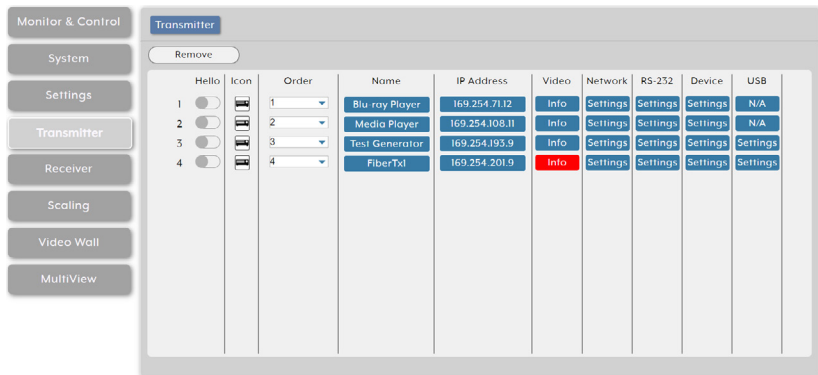 Monitor & Control
System
Settings
Transmitter
Receiver
Scaling
Video Wall
MultiView
Transmitter
Remove
Hello Icon Order Name IP Address Video Network RS-232 Device USB
1 1 Blu-ray Player 169.254.71.12 Info Settings Settings Settings N/A
2 2 Media Player 169.254.108.11 Info Settings Settings Settings N/A
3 3 Test Generator 169.254.193.9 Info Settings Settings Settings Settings
4 4 FiberTx1 169.254.201.9 Info Settings Settings Settings Settings